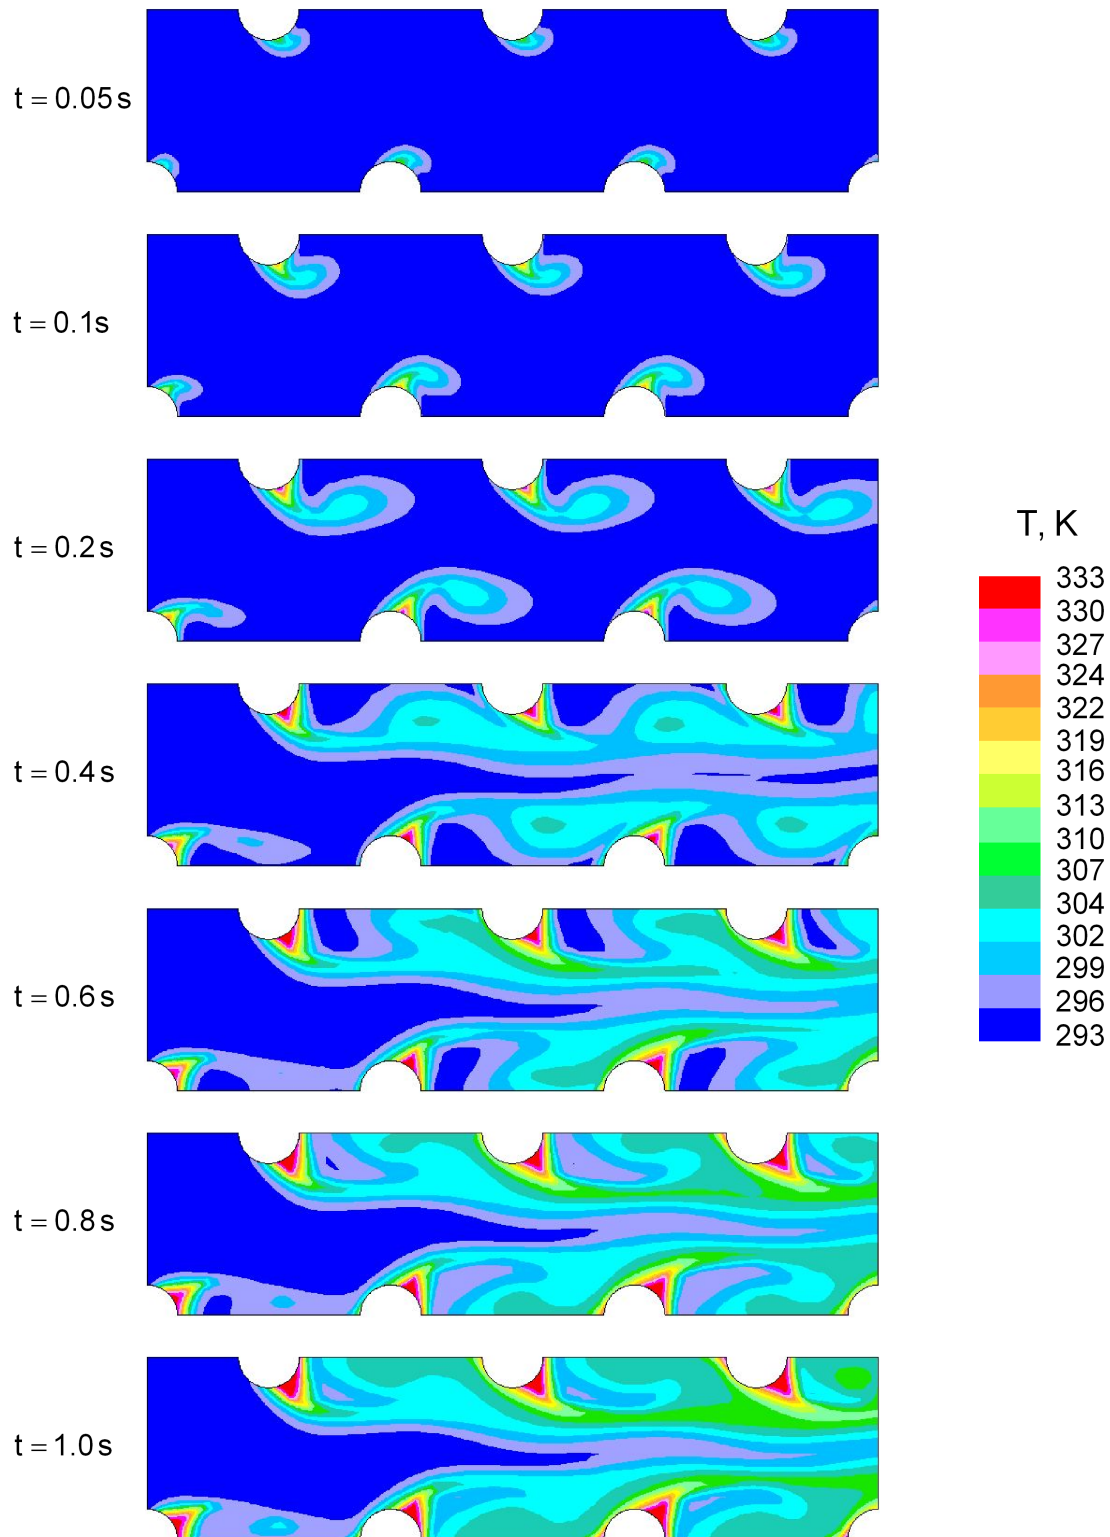 t = 0.05 s
t = 0.1s
t = 0.2 s
t = 0.4 s
t = 0.6 s
t = 0.8 s
t = 1.0 s
T, K
333
330
327
324
322
319
316
313
310
307
304
302
299
296
293